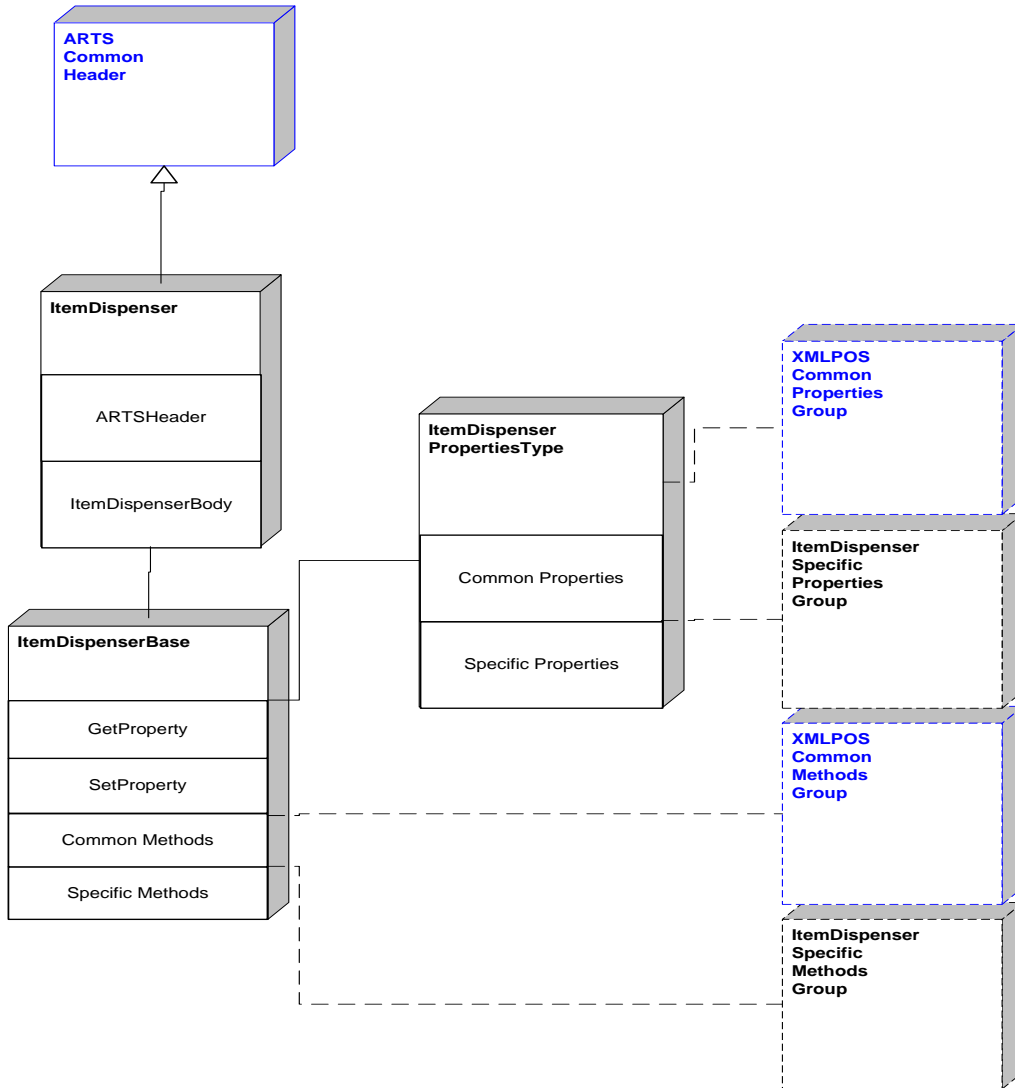 ARTS
Common
Header
ItemDispenser
ARTSHeader
ItemDispenserBody
ItemDispenserBase
GetProperty
SetProperty
Common Methods
Specific Methods
ItemDispenser
PropertiesType
Common Properties
Specific Properties
XMLPOS
Common
Properties
Group
ItemDispenser
Specific
Properties
Group
XMLPOS
Common
Methods
Group
ItemDispenser
Specific
Methods
Group